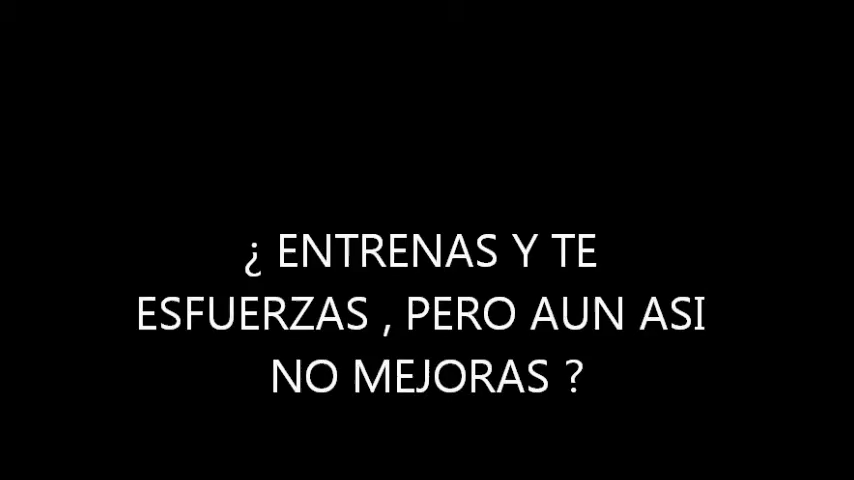 ¿ ENTRENAS Y TE
ESFUERZAS , PERO AUN ASI
NO MEJORAS ?